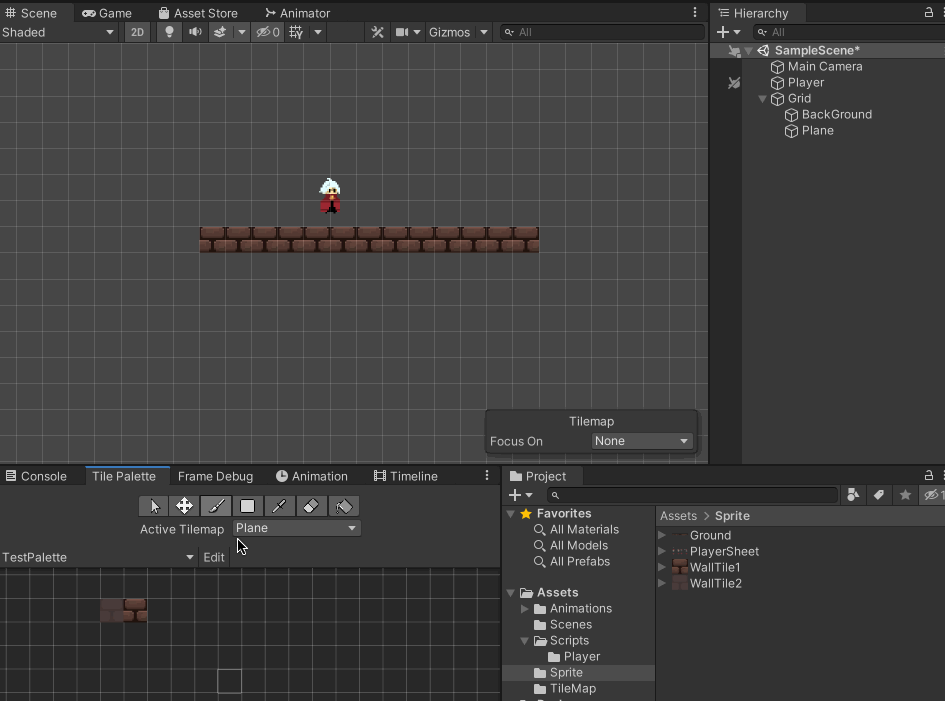 Scene Game Asset Store Animator
Shaded 2D 0 Gizmos All
Tilemap
Focus On None
Hierarchy
All
SampleScene*
Main Camera
Player
Grid
BackGround
Plane
Console Tile Palette Frame Debug Animation Timeline
Active Tilemap Plane
TestPalette Edit
Project
1
Favorites
All Materials
All Models
All Prefabs
Assets
Animations
Scenes
Scripts
Player
Sprite
TileMap
Assets > Sprite
Ground
PlayerSheet
WallTile1
WallTile2